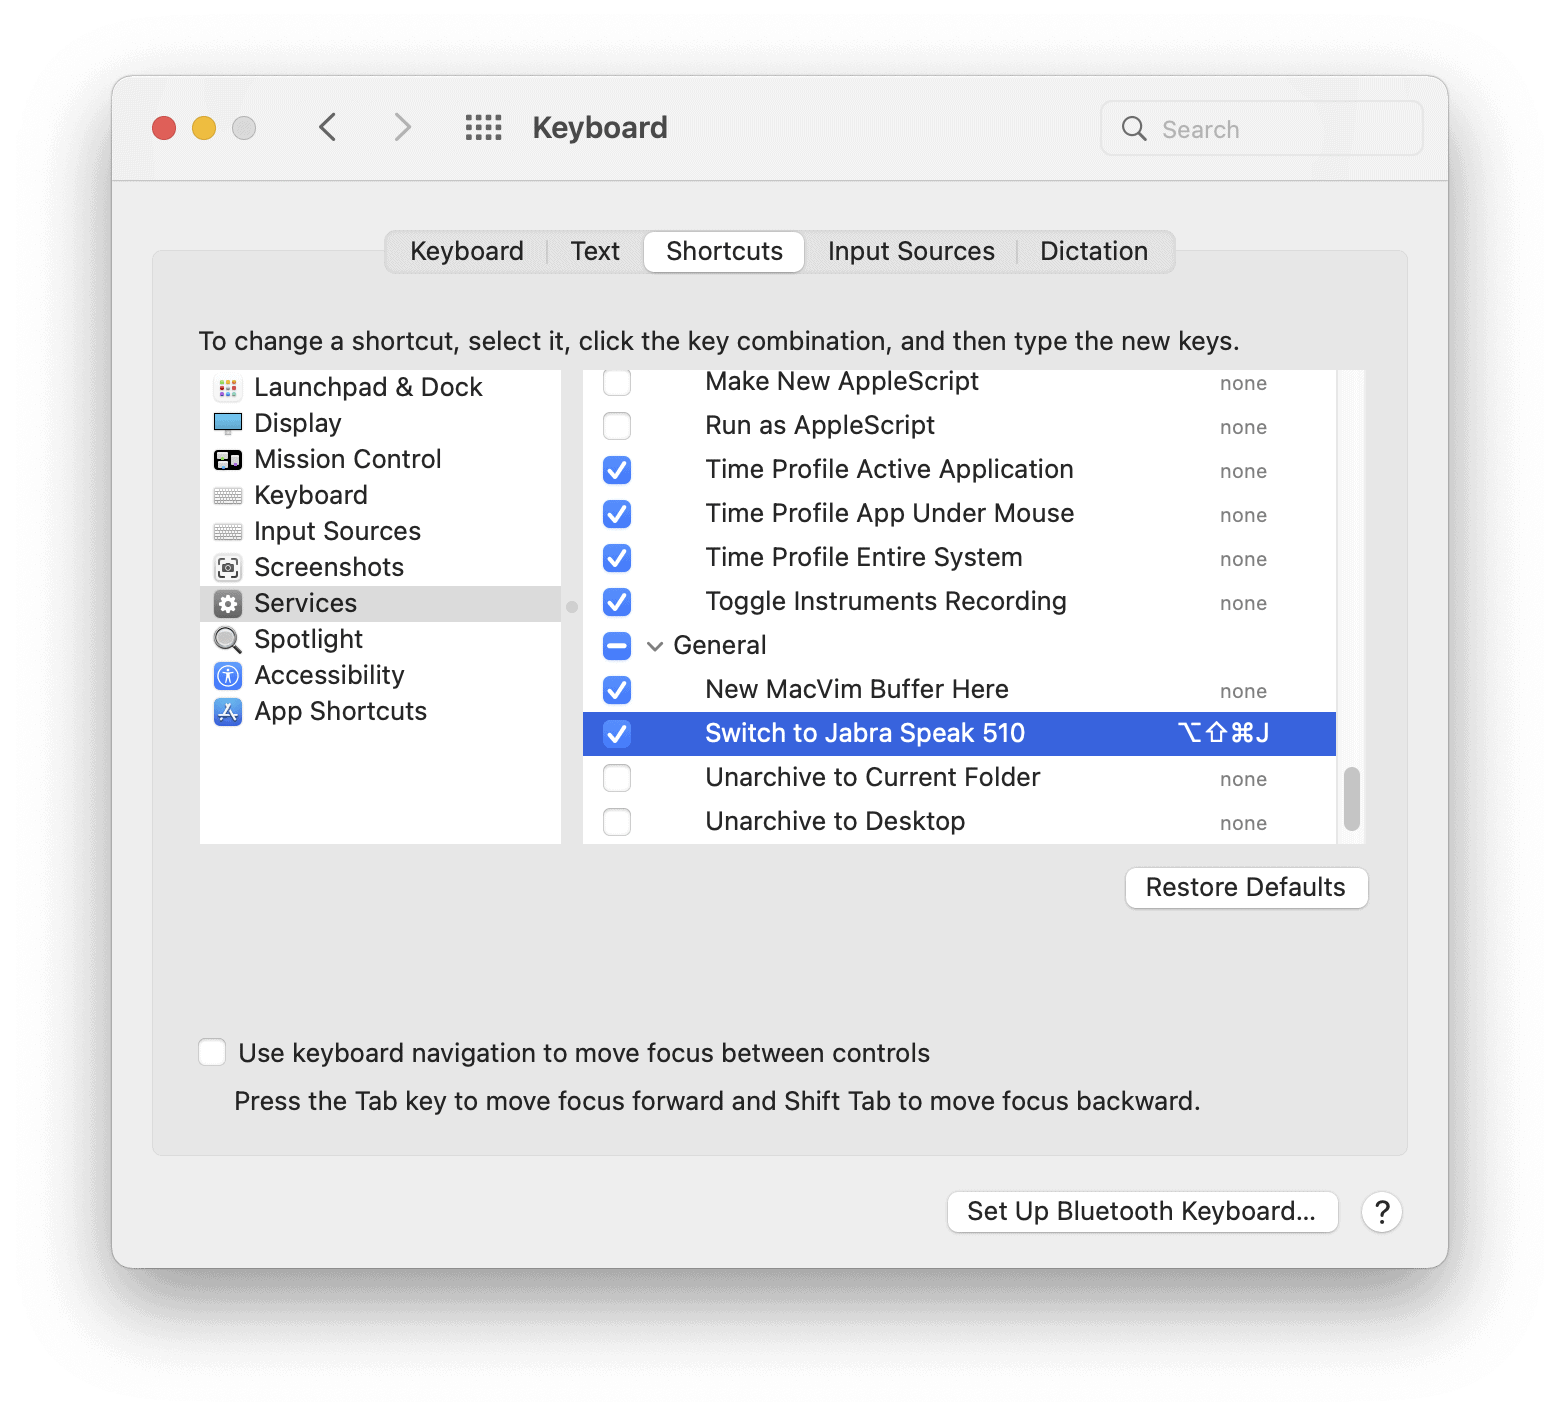 Keyboard
Search
Keyboard
Text
Shortcuts
Input Sources
Dictation
To change a shortcut, select it, click the key combination, and then type the new keys.
Launchpad & Dock
Display
Mission Control
Keyboard
Input Sources
Screenshots
Services
Spotlight
Accessibility
App Shortcuts
Make New AppleScript none
Run as AppleScript none
Time Profile Active Application none
Time Profile App Under Mouse none
Time Profile Entire System none
Toggle Instruments Recording none
General
New MacVim Buffer Here none
Switch to Jabra Speak 510 ⌥⇧⌘J
Unarchive to Current Folder none
Unarchive to Desktop none
Restore Defaults
Use keyboard navigation to move focus between controls
Press the Tab key to move focus forward and Shift Tab to move focus backward.
Set Up Bluetooth Keyboard...
?